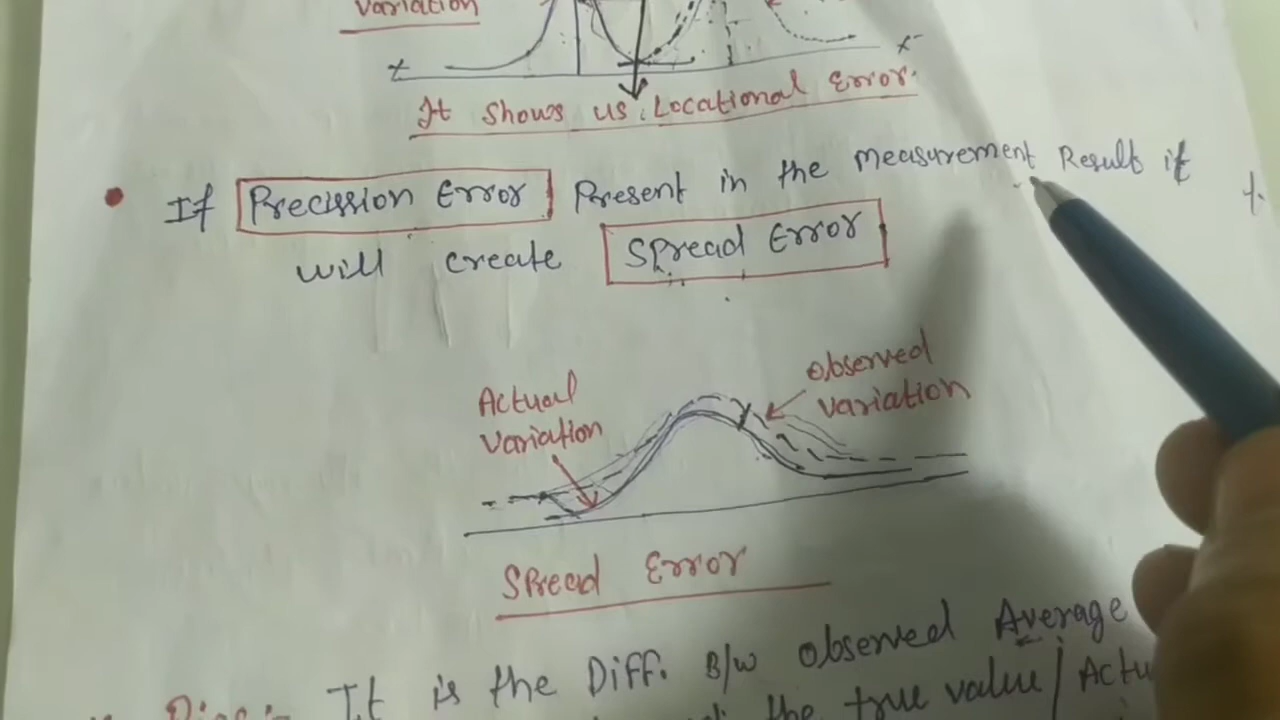 Variation
x
x
It Shows us Locational Error.
If Precission Error Present in the measurement Result it
will create Spread Error
Actual
Variation
observed
variation
Spread Error
It is the Diff. B/w observed Average
the true value / Actu